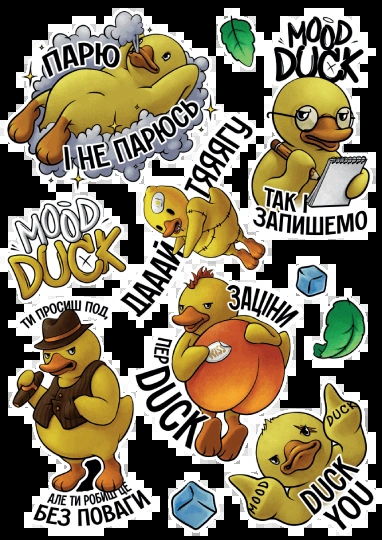 ПАРЮ
І НЕ ПАРЮСЬ
MOOD
DUCK
ТАК І
ЗАПИШЕМО
ДАААЙ
ТЯЯЯГУ
MOOD
DUCK
ТИ ПРОСИШ ПОД,
АЛЕ ТИ РОБИШ ЦЕ
БЕЗ ПОВАГИ
ЗАЦІНИ
ПЕР
DUCK
MOOD
DUCK
DUCK
YOU